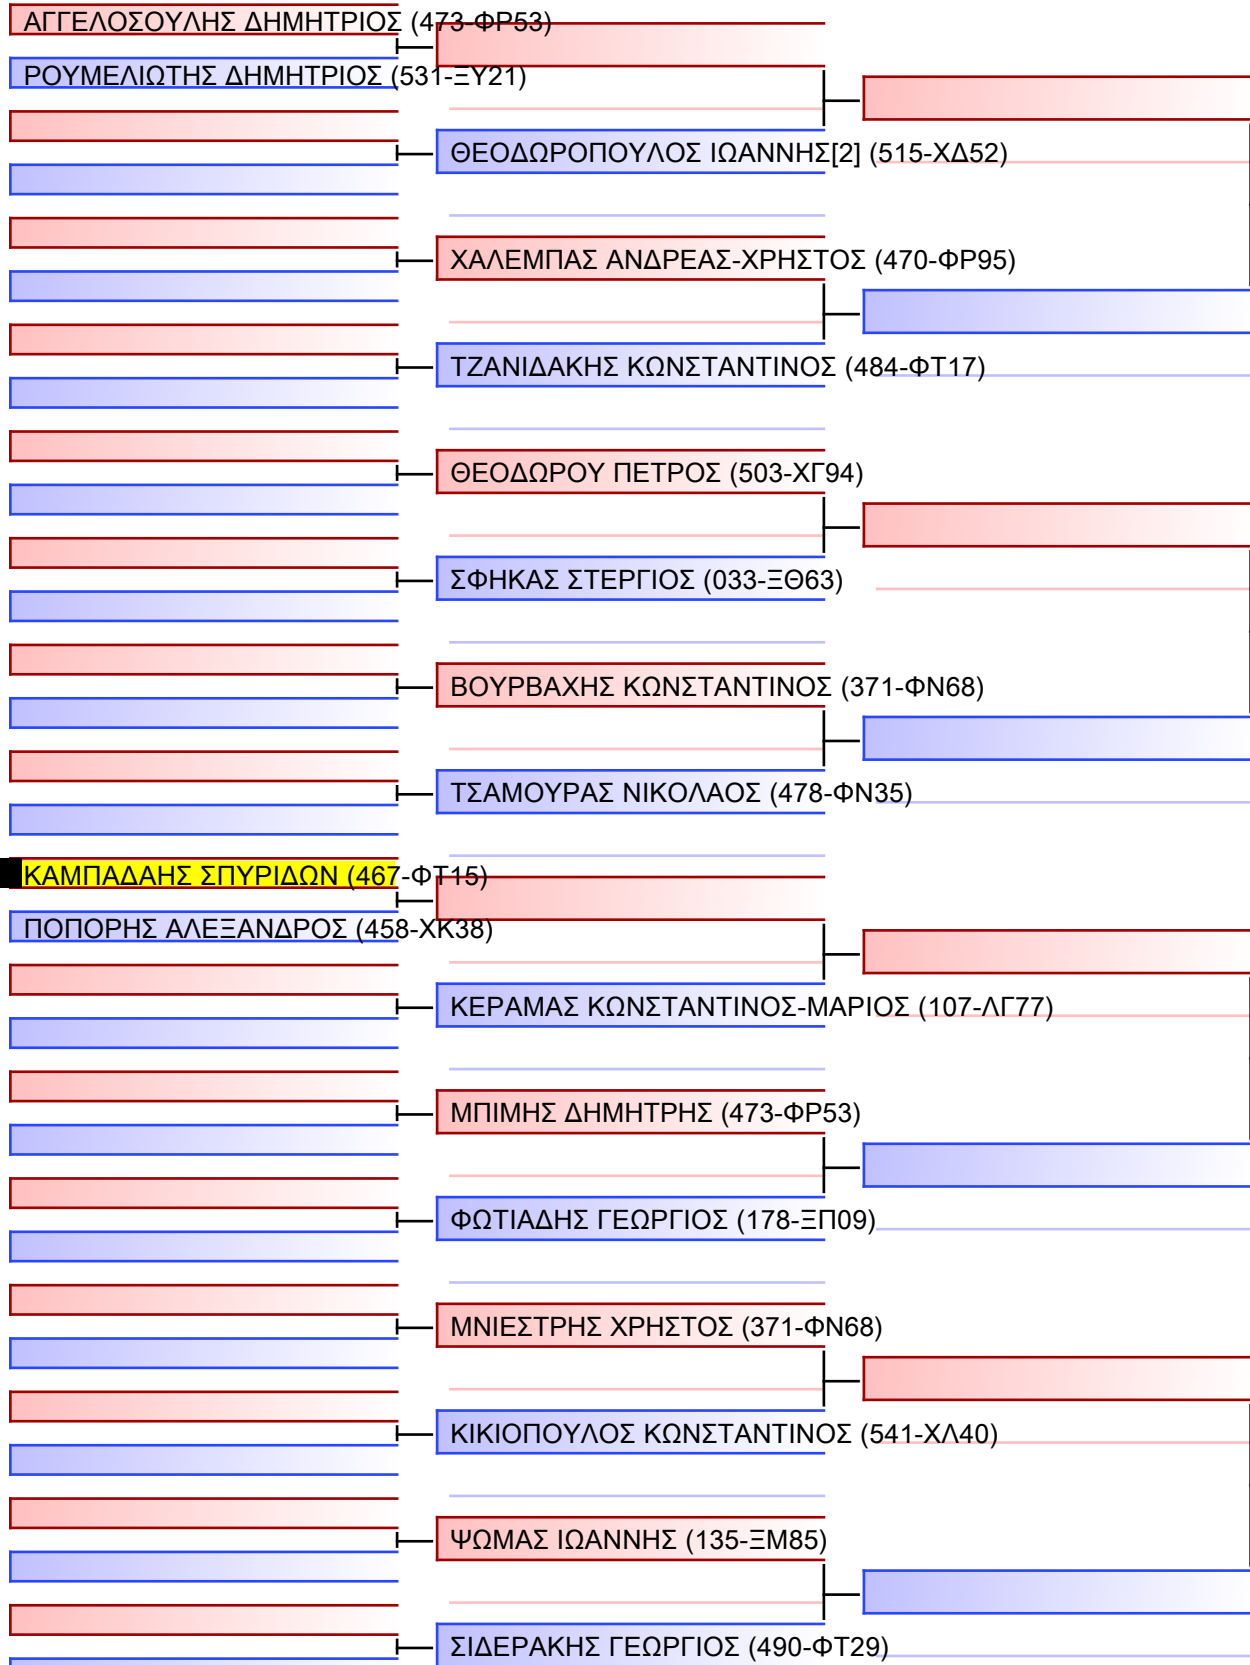 ΑΓΓΕΛΟΣΟΥΛΗΣ ΔΗΜΗΤΡΙΟΣ (473-ΦΡ53)
ΡΟΥΜΕΛΙΩΤΗΣ ΔΗΜΗΤΡΙΟΣ (531-ΞΥ21)
ΘΕΟΔΩΡΟΠΟΥΛΟΣ ΙΩΑΝΝΗΣ[2] (515-ΧΔ52)
ΧΑΛΕΜΠΑΣ ΑΝΔΡΕΑΣ-ΧΡΗΣΤΟΣ (470-ΦΡ95)
ΤΖΑΝΙΔΑΚΗΣ ΚΩΝΣΤΑΝΤΙΝΟΣ (484-ΦΤ17)
ΘΕΟΔΩΡΟΥ ΠΕΤΡΟΣ (503-ΧΓ94)
ΣΦΗΚΑΣ ΣΤΕΡΓΙΟΣ (033-ΞΘ63)
ΒΟΥΡΒΑΧΗΣ ΚΩΝΣΤΑΝΤΙΝΟΣ (371-ΦΝ68)
ΤΣΑΜΟΥΡΑΣ ΝΙΚΟΛΑΟΣ (478-ΦΝ35)
ΚΑΜΠΑΔΑΗΣ ΣΠΥΡΙΔΩΝ (467-ΦΤ15)
ΠΟΠΟΡΗΣ ΑΛΕΞΑΝΔΡΟΣ (458-ΧΚ38)
ΚΕΡΑΜΑΣ ΚΩΝΣΤΑΝΤΙΝΟΣ-ΜΑΡΙΟΣ (107-ΛΓ77)
ΜΠΙΜΗΣ ΔΗΜΗΤΡΗΣ (473-ΦΡ53)
ΦΩΤΙΑΔΗΣ ΓΕΩΡΓΙΟΣ (178-ΞΠ09)
ΜΝΙΕΣΤΡΗΣ ΧΡΗΣΤΟΣ (371-ΦΝ68)
ΚΙΚΙΟΠΟΥΛΟΣ ΚΩΝΣΤΑΝΤΙΝΟΣ (541-ΧΛ40)
ΨΩΜΑΣ ΙΩΑΝΝΗΣ (135-ΞΜ85)
ΣΙΔΕΡΑΚΗΣ ΓΕΩΡΓΙΟΣ (490-ΦΤ29)